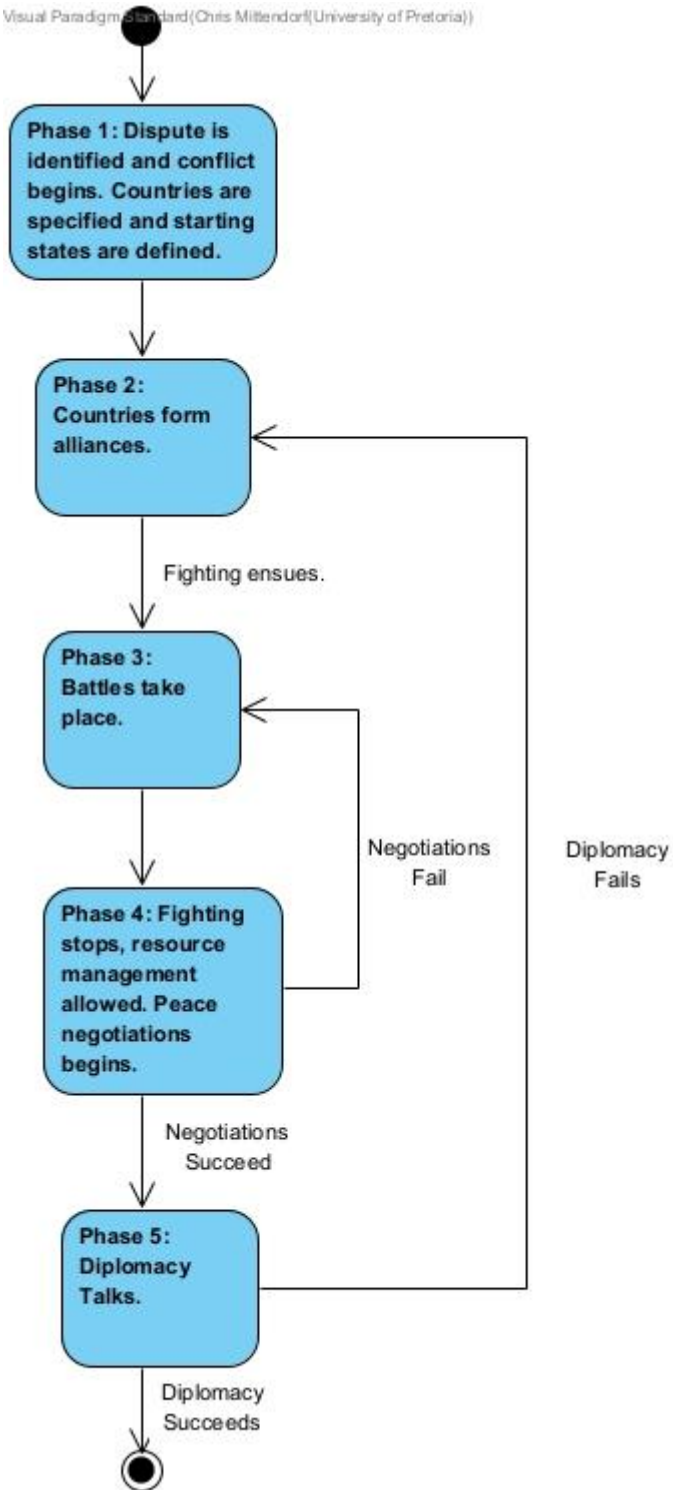 Visual Paradigm Standard(Chris Mittendorf(University of Pretoria))
Phase 1: Dispute is
identified and conflict
begins. Countries are
specified and starting
states are defined.
Phase 2:
Countries form
alliances.
Fighting ensues.
Phase 3:
Battles take
place.
Negotiations
Fail
Diplomacy
Fails
Phase 4: Fighting
stops, resource
management
allowed. Peace
negotiations
begins.
Negotiations
Succeed
Phase 5:
Diplomacy
Talks.
Diplomacy
Succeeds